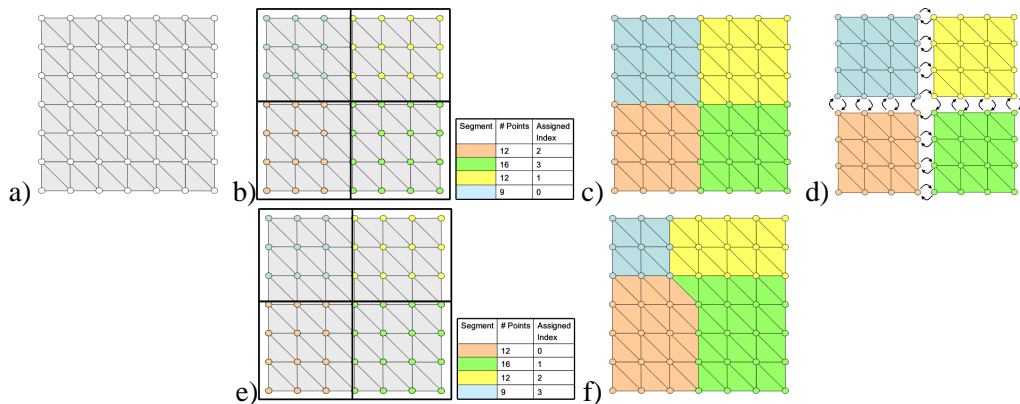 a)
b)
Segment # Points Assigned Index
12 2
16 3
12 1
9 0
c)
d)
e)
Segment # Points Assigned Index
12 0
16 1
12 2
9 3
f)